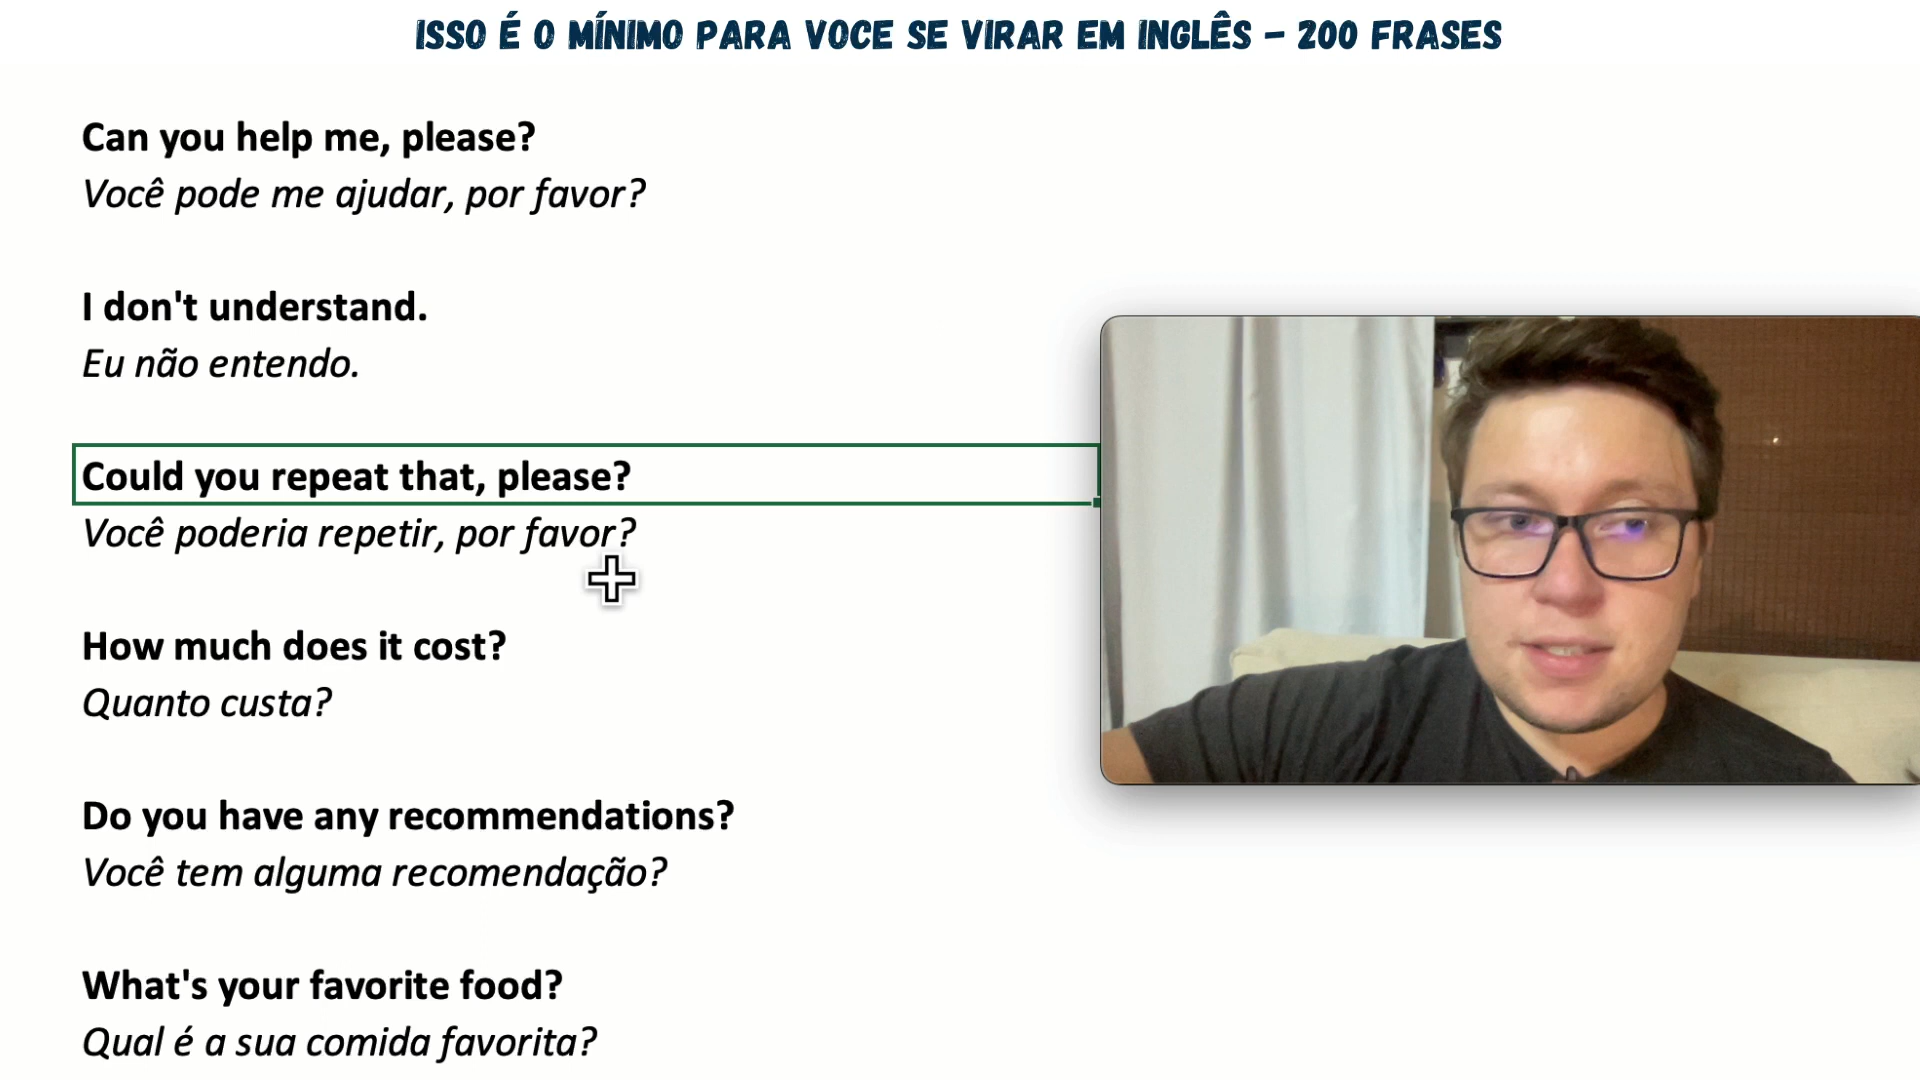 ISSO É O MÍNIMO PARA VOCE SE VIRAR EM INGLÊS – 200 FRASES
Can you help me, please?
Você pode me ajudar, por favor?
I don't understand.
Eu não entendo.
Could you repeat that, please?
Você poderia repetir, por favor?
How much does it cost?
Quanto custa?
Do you have any recommendations?
Você tem alguma recomendação?
What's your favorite food?
Qual é a sua comida favorita?